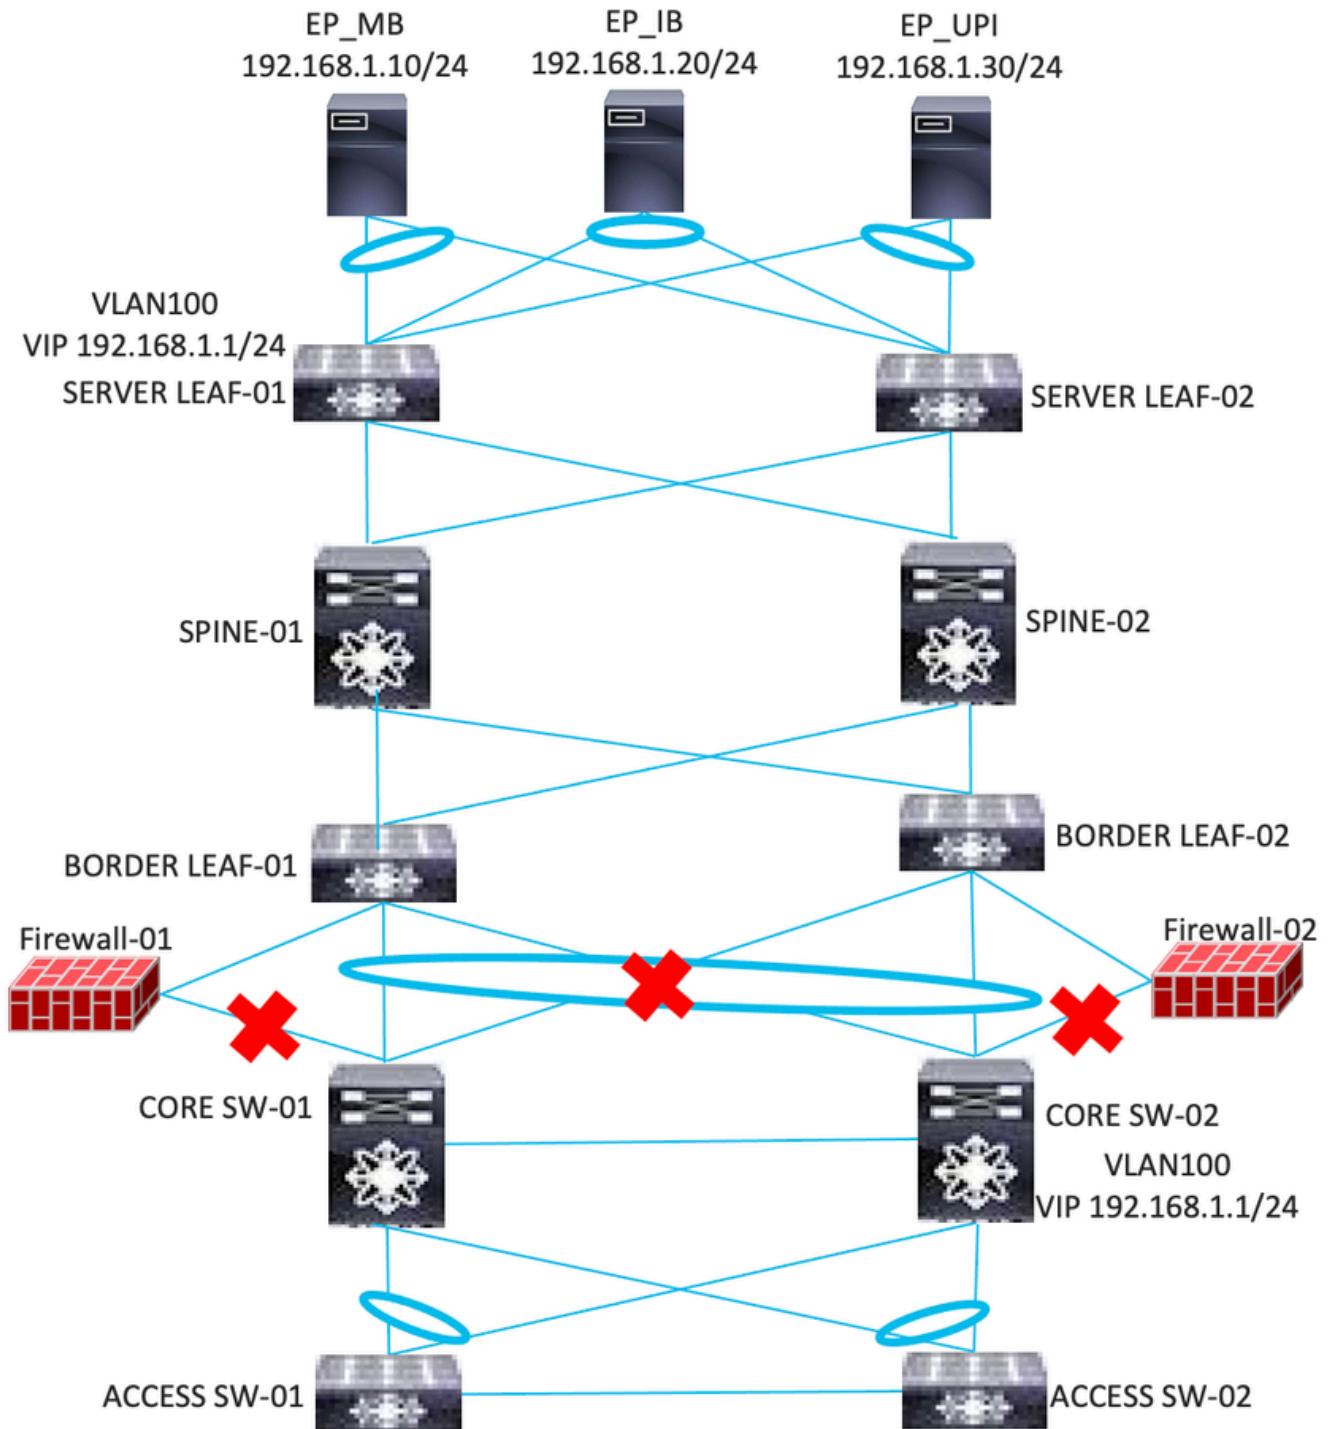 EP_MB
192.168.1.10/24
EP_IB
192.168.1.20/24
EP_UPI
192.168.1.30/24
VLAN100
VIP 192.168.1.1/24
SERVER LEAF-01
SERVER LEAF-02
SPINE-01
SPINE-02
BORDER LEAF-01
BORDER LEAF-02
Firewall-01
Firewall-02
CORE SW-01
CORE SW-02
VLAN100
VIP 192.168.1.1/24
ACCESS SW-01
ACCESS SW-02